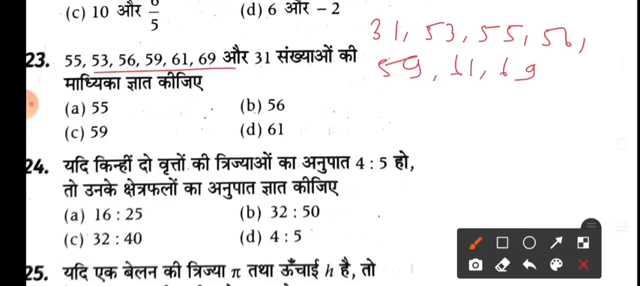 (c) 10 और 6/5 (d) 6 और − 2
23. 55, 53, 56, 59, 61, 69 और 31 संख्याओं की
माध्यिका ज्ञात कीजिए
(a) 55 (b) 56
(c) 59 (d) 61
31, 53, 55, 56,
59, 61, 69
24. यदि किन्हीं दो वृत्तों की त्रिज्याओं का अनुपात 4 : 5 हो,
तो उनके क्षेत्रफलों का अनुपात ज्ञात कीजिए
(a) 16 : 25 (b) 32 : 50
(c) 32 : 40 (d) 4 : 5
25. यदि एक बेलन की त्रिज्या π तथा ऊँचाई h है, तो